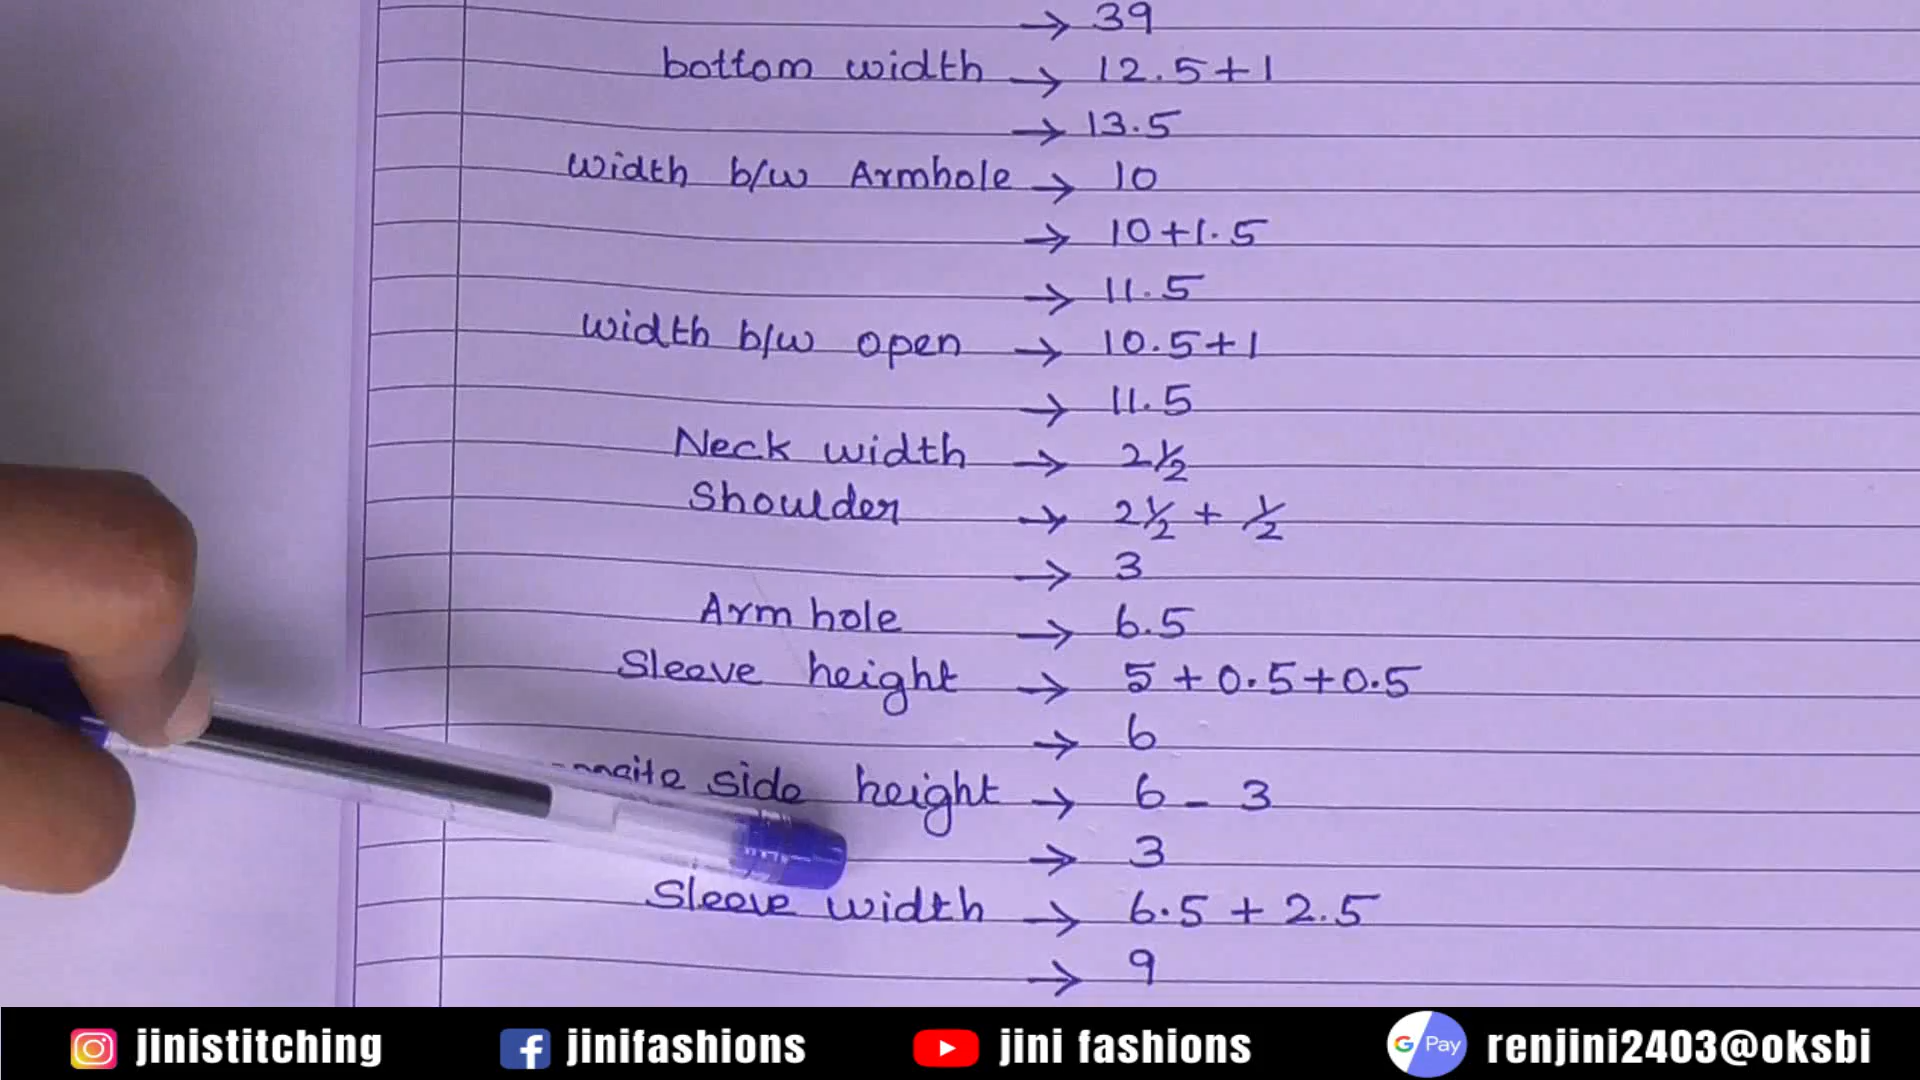 → 39
bottom width → 12.5+1
→ 13.5
width b/w Armhole → 10
→ 10+1.5
→ 11.5
width b/w open → 10.5+1
→ 11.5
Neck width → 2½
Shoulder → 2½ + ½
→ 3
Armhole → 6.5
Sleeve height → 5+0.5+0.5
→ 6
side height → 6 - 3
→ 3
Sleeve width → 6.5 + 2.5
→ 9
jinistitching jinifashions jini fashions G Pay renjini2403@oksbi